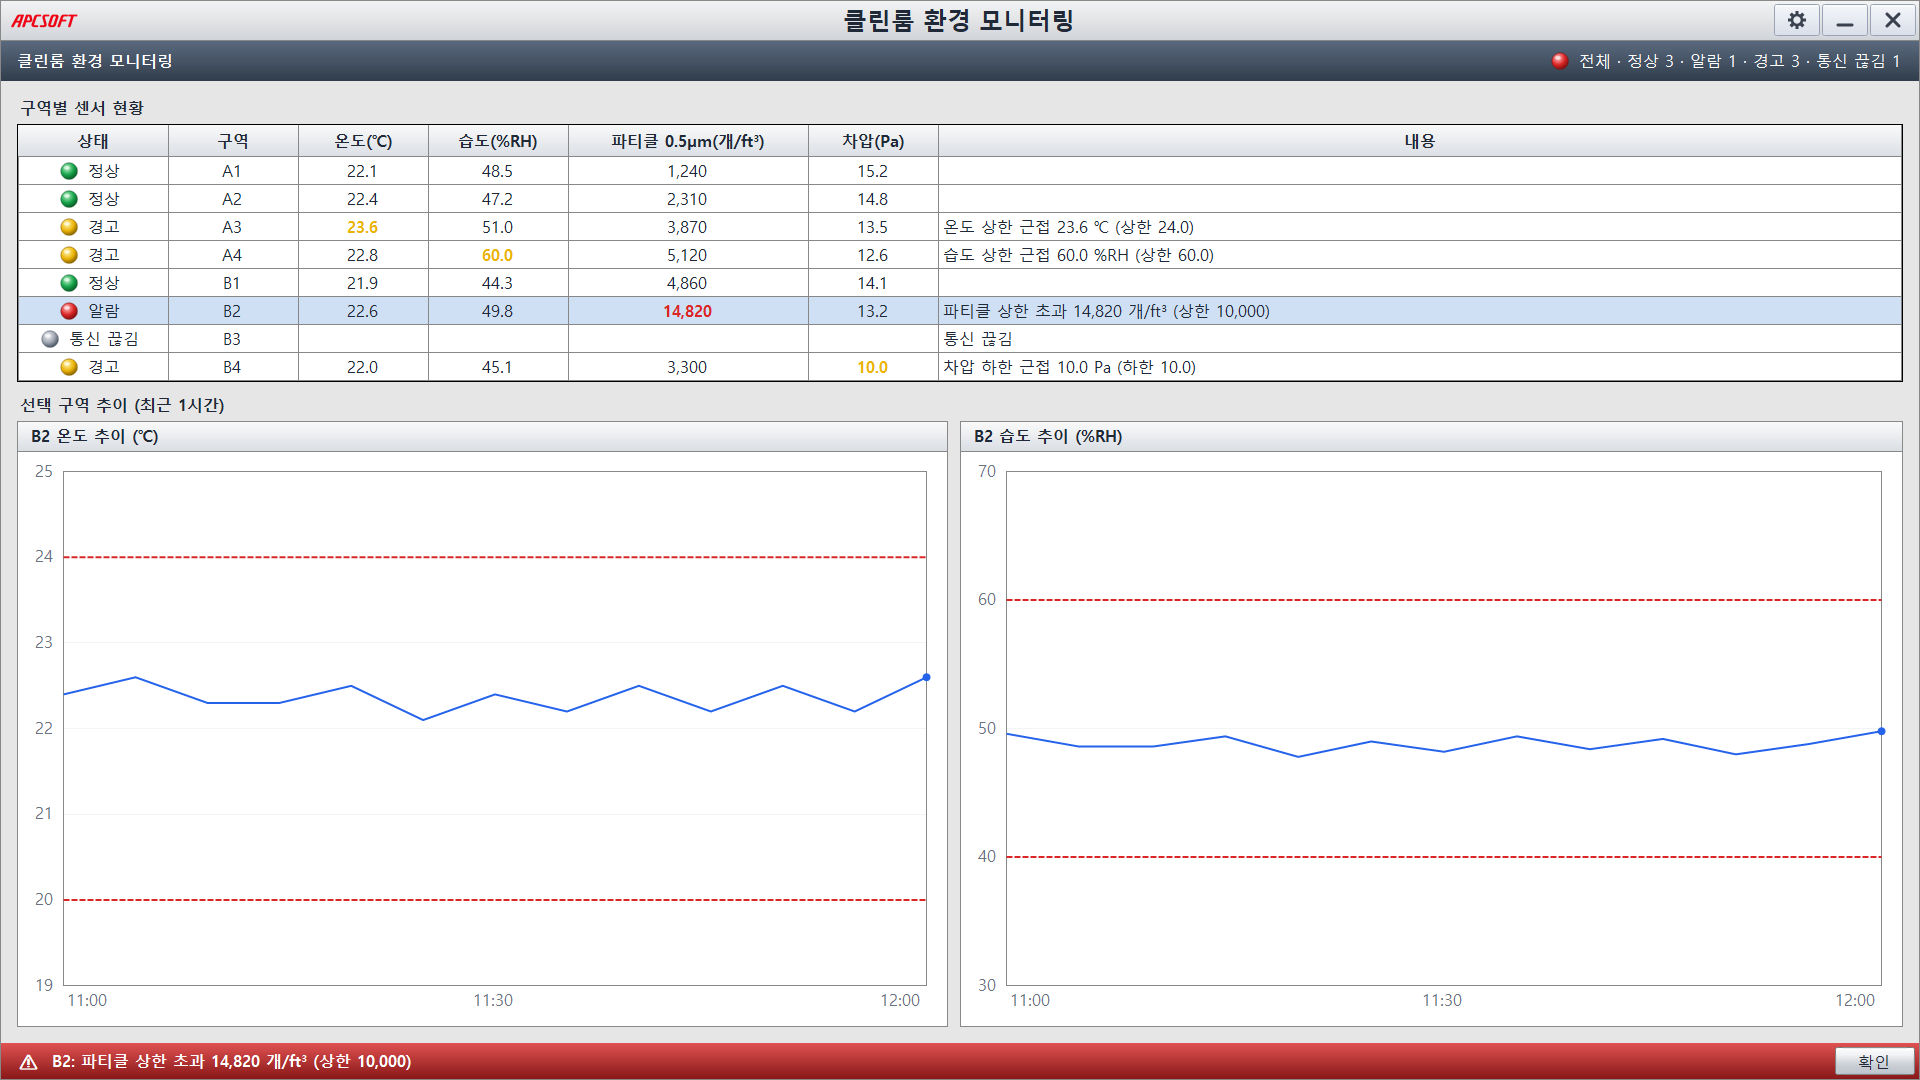 APCSOFT
클린룸 환경 모니터링
클린룸 환경 모니터링
전체 · 정상 3 · 알람 1 · 경고 3 · 통신 끊김 1
구역별 센서 현황
상태 구역 온도(℃) 습도(%RH) 파티클 0.5µm(개/ft³) 차압(Pa) 내용
정상 A1 22.1 48.5 1,240 15.2
정상 A2 22.4 47.2 2,310 14.8
경고 A3 23.6 51.0 3,870 13.5 온도 상한 근접 23.6 ℃ (상한 24.0)
경고 A4 22.8 60.0 5,120 12.6 습도 상한 근접 60.0 %RH (상한 60.0)
정상 B1 21.9 44.3 4,860 14.1
알람 B2 22.6 49.8 14,820 13.2 파티클 상한 초과 14,820 개/ft³ (상한 10,000)
통신 끊김 B3 통신 끊김
경고 B4 22.0 45.1 3,300 10.0 차압 하한 근접 10.0 Pa (하한 10.0)
선택 구역 추이 (최근 1시간)
B2 온도 추이 (℃)
25
24
23
22
21
20
19
11:00 11:30 12:00
B2 습도 추이 (%RH)
70
60
50
40
30
11:00 11:30 12:00
B2: 파티클 상한 초과 14,820 개/ft³ (상한 10,000)
확인